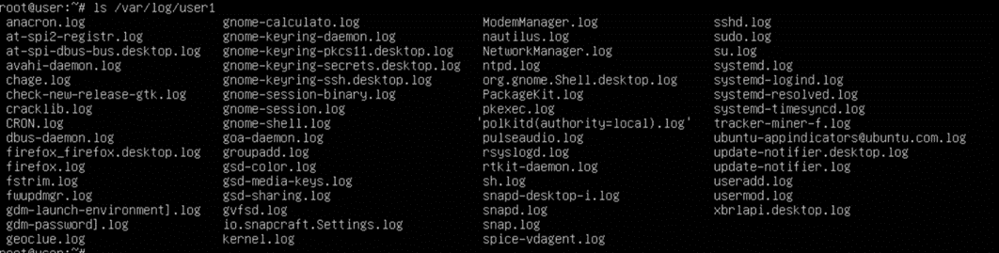 root@user:~# ls /var/log/user1
anacron.log gnome-calculato.log ModemManager.log sshd.log
at-spi2-registr.log gnome-keyring-daemon.log nautilus.log sudo.log
at-spi-dbus-bus.desktop.log gnome-keyring-pkcs11.desktop.log NetworkManager.log su.log
avahi-daemon.log gnome-keyring-secrets.desktop.log ntpd.log systemd.log
chage.log gnome-keyring-ssh.desktop.log org.gnome.Shell.desktop.log systemd-logind.log
check-new-release-gtk.log gnome-session-binary.log PackageKit.log systemd-resolved.log
cracklib.log gnome-session.log pkexec.log systemd-timesyncd.log
CRON.log gnome-shell.log 'polkitd(authority=local).log' tracker-miner-f.log
dbus-daemon.log goa-daemon.log pulseaudio.log ubuntu-appindicators@ubuntu.com.log
firefox_firefox.desktop.log groupadd.log rsyslogd.log update-notifier.desktop.log
firefox.log gsd-color.log rtkit-daemon.log update-notifier.log
fstrim.log gsd-media-keys.log sh.log useradd.log
fwupdmgr.log gsd-sharing.log snapd-desktop-i.log usermod.log
gdm-launch-environment].log gvfsd.log snapd.log xbrlapi.desktop.log
gdm-password].log io.snapcraft.Settings.log snap.log
geoclue.log kernel.log spice-vdagent.log
root@user:~#